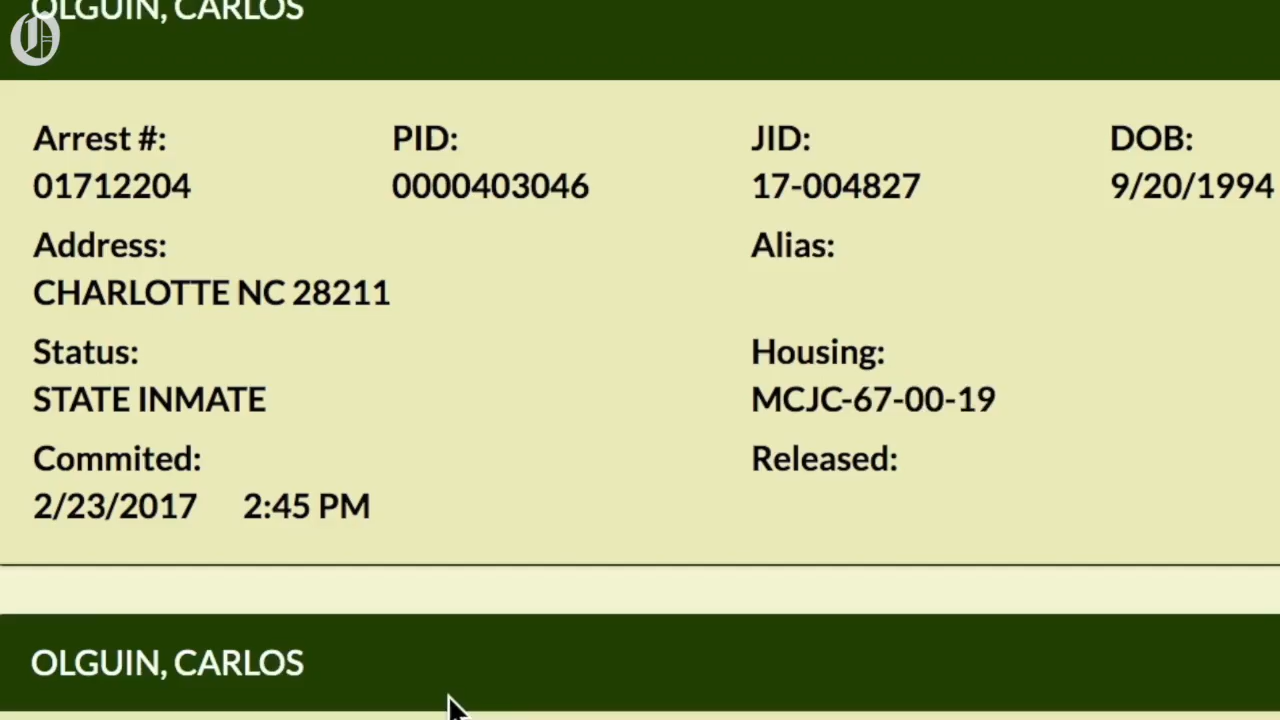 OLGUIN, CARLOS
O
Arrest #: PID: JID: DOB:
01712204 0000403046 17-004827 9/20/1994
Address: Alias:
CHARLOTTE NC 28211
Status: Housing:
STATE INMATE MCJC-67-00-19
Commited: Released:
2/23/2017 2:45 PM
OLGUIN, CARLOS